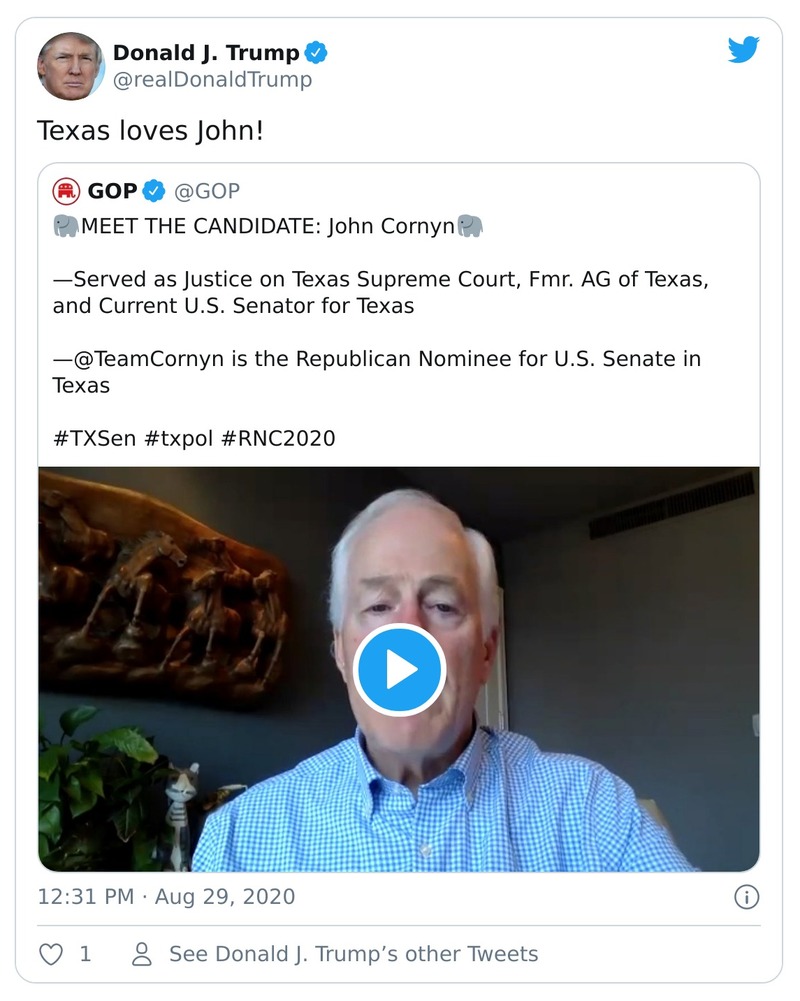 Donald J. Trump
@realDonaldTrump
Texas loves John!
GOP @GOP
🐘MEET THE CANDIDATE: John Cornyn🐘
—Served as Justice on Texas Supreme Court, Fmr. AG of Texas,
and Current U.S. Senator for Texas
—@TeamCornyn is the Republican Nominee for U.S. Senate in
Texas
#TXSen #txpol #RNC2020
12:31 PM · Aug 29, 2020
1 See Donald J. Trump’s other Tweets